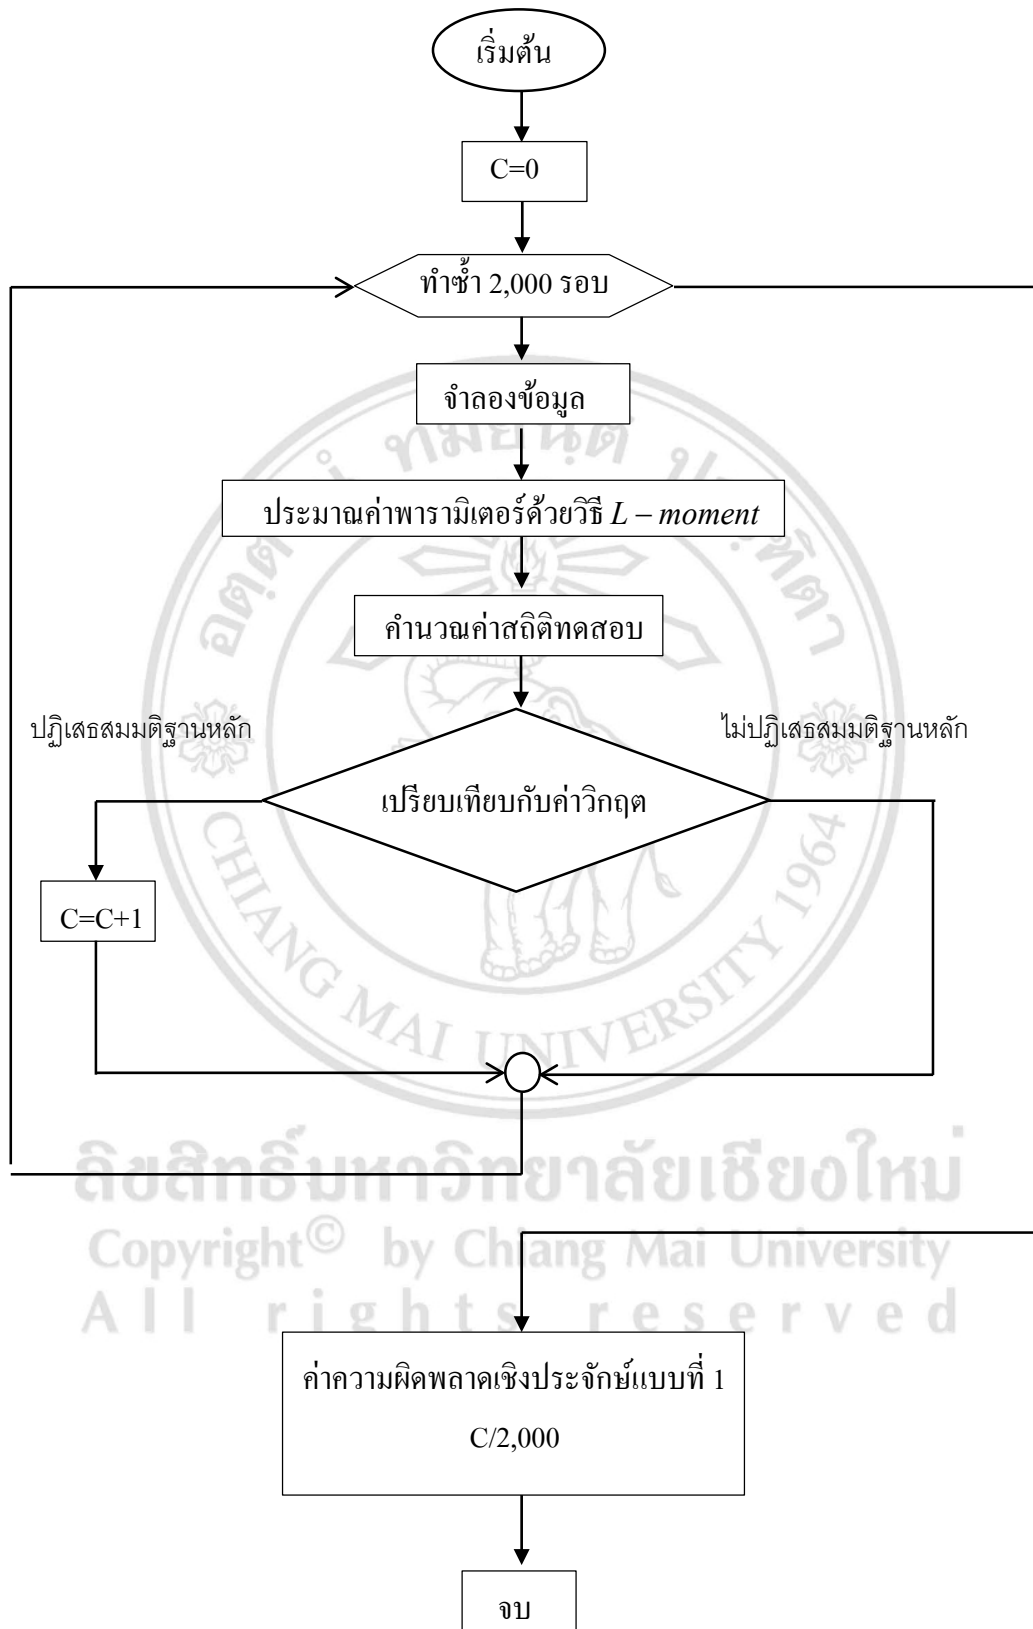 เริ่มต้น
C=0
ทำซ้ำ 2,000 รอบ
จำลองข้อมูล
ประมาณค่าพารามิเตอร์ด้วยวิธี L – moment
คำนวณค่าสถิติทดสอบ
ปฏิเสธสมมติฐานหลัก
ไม่ปฏิเสธสมมติฐานหลัก
เปรียบเทียบกับค่าวิกฤต
C=C+1
CHIANG MAI UNIVERSITY 1964
ลิขสิทธิ์มหาวิทยาลัยเชียงใหม่
Copyright© by Chiang Mai University
All rights reserved
ค่าความผิดพลาดเชิงประจักษ์แบบที่ 1
C/2,000
จบ